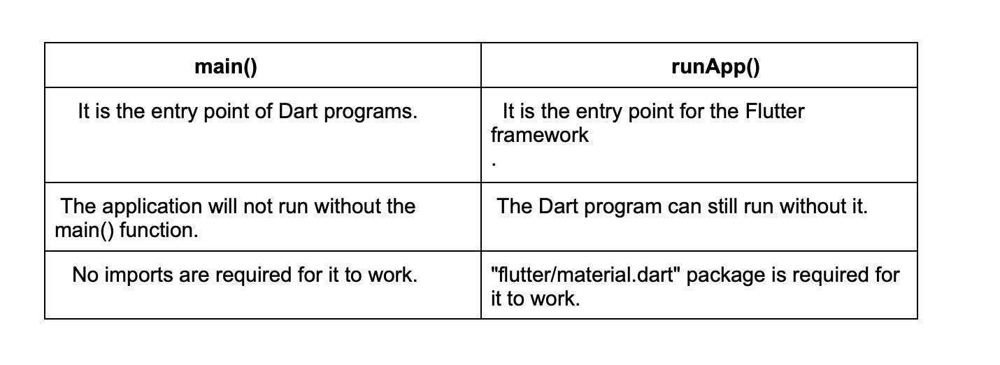 main()
runApp()
It is the entry point of Dart programs.
It is the entry point for the Flutter
framework
.
The application will not run without the
main() function.
The Dart program can still run without it.
No imports are required for it to work.
"flutter/material.dart" package is required for
it to work.